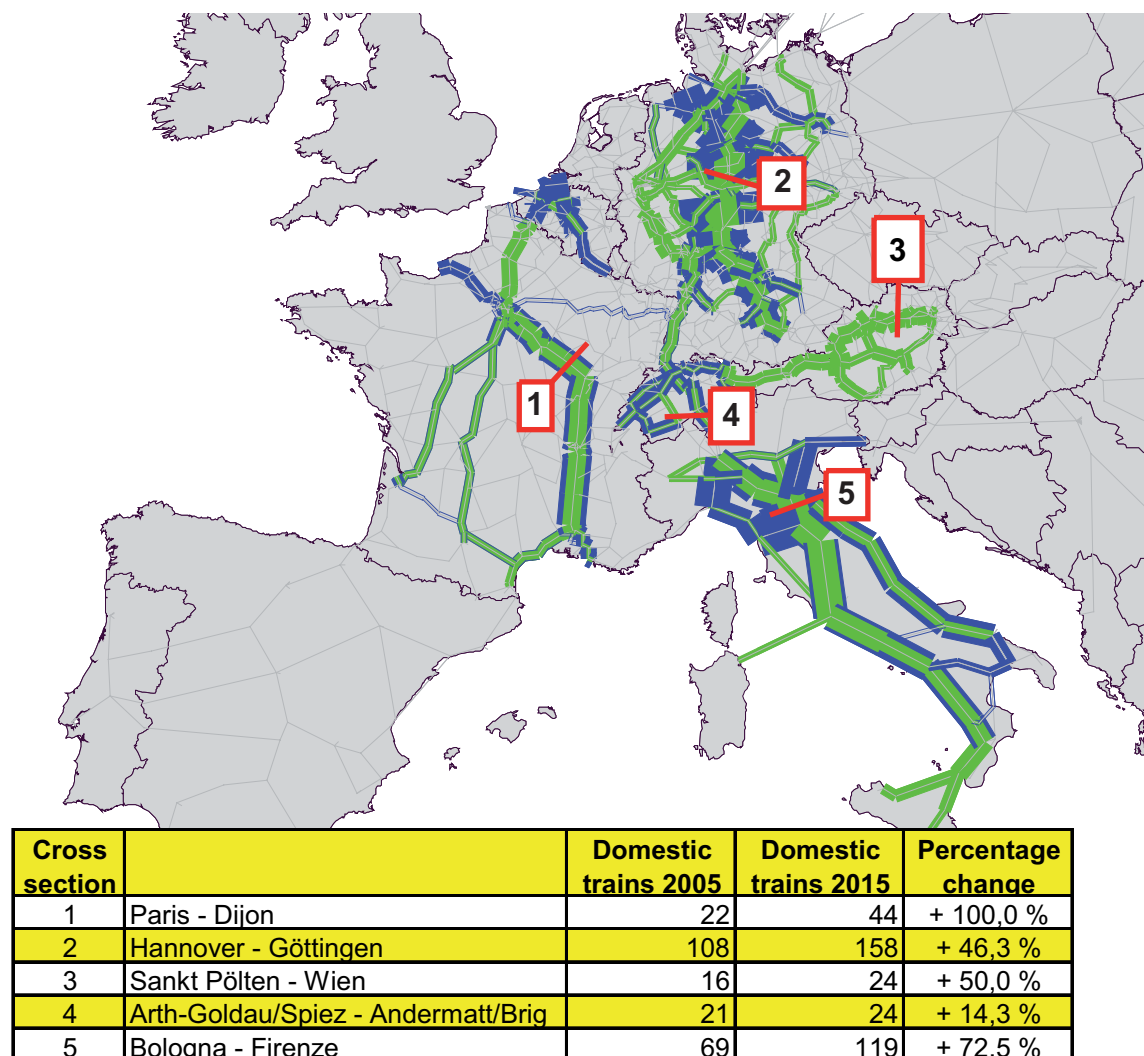 2
3
1
4
5
Cross section | | Domestic trains 2005 | Domestic trains 2015 | Percentage change
1 | Paris - Dijon | 22 | 44 | + 100,0 %
2 | Hannover - Göttingen | 108 | 158 | + 46,3 %
3 | Sankt Pölten - Wien | 16 | 24 | + 50,0 %
4 | Arth-Goldau/Spiez - Andermatt/Brig | 21 | 24 | + 14,3 %
5 | Bologna - Firenze | 69 | 119 | + 72,5 %